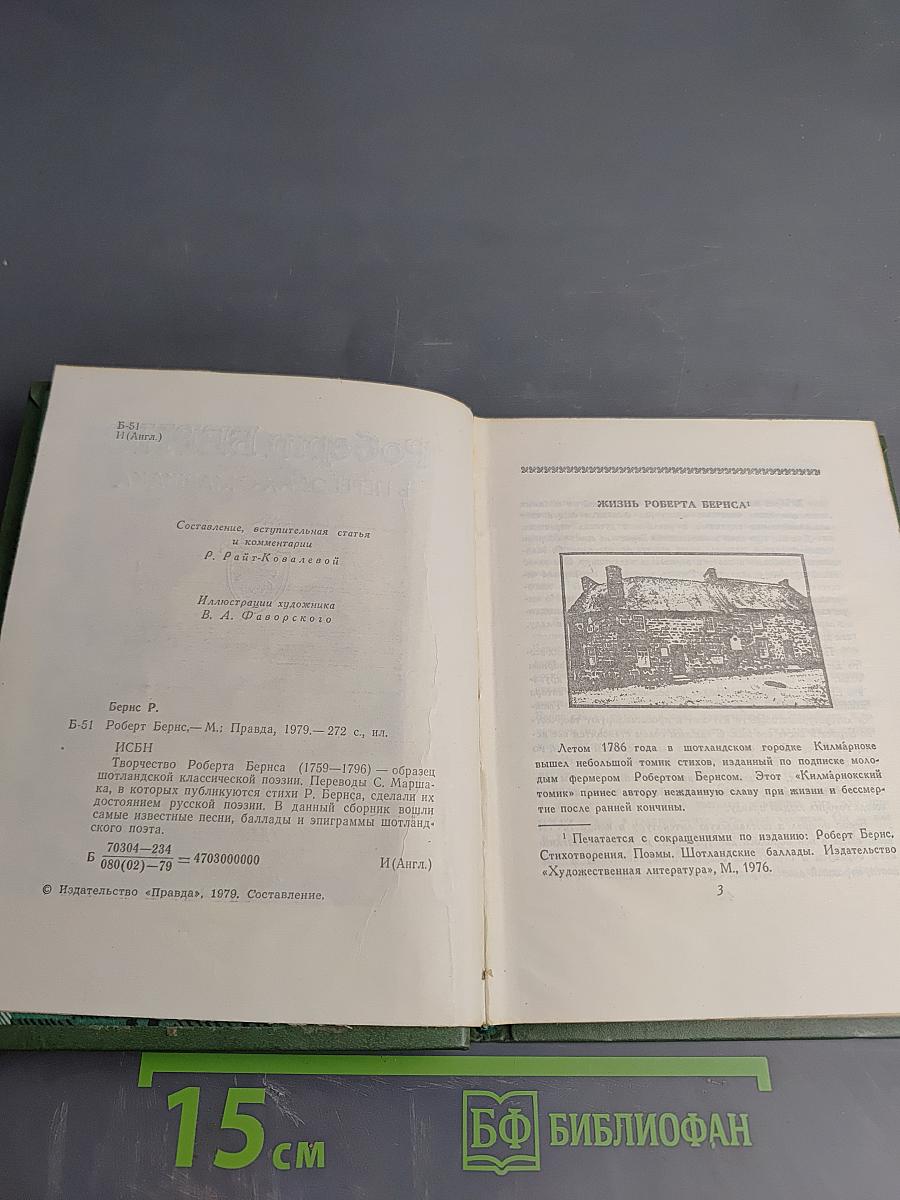 Б-51
И(Англ.)
Составление, вступительная статья
и комментарии
Р. Райт-Ковалевой
Иллюстрации художника
В. А. Фаворского
Бернс Р.
Б-51 Роберт Бернс.— М.: Правда, 1979.— 272 с., ил.
ИСБН
Творчество Роберта Бернса (1759—1796) — образец
шотландской классической поэзии. Переводы С. Марша-
ка, в которых публикуются стихи Р. Бернса, сделали их
достоянием русской поэзии. В данный сборник вошли
самые известные песни, баллады и эпиграммы шотланд-
ского поэта.
Б 70304—234
080(02)—79 = 4703000000 И(Англ.)
© Издательство «Правда», 1979. Составление.
ЖИЗНЬ РОБЕРТА БЕРНСА¹
Летом 1786 года в шотландском городке Килмарноке
вышел небольшой томик стихов, изданный по подписке моло-
дым фермером Робертом Бернсом. Этот «Килмарнокский
томик» принес автору нежданную славу при жизни и бессмер-
тие после ранней кончины.
¹ Печатается с сокращениями по изданию: Роберт Бернс.
Стихотворения. Поэмы. Шотландские баллады. Издательство
«Художественная литература», М., 1976.
3
15 см
БФ БИБЛИОФАН